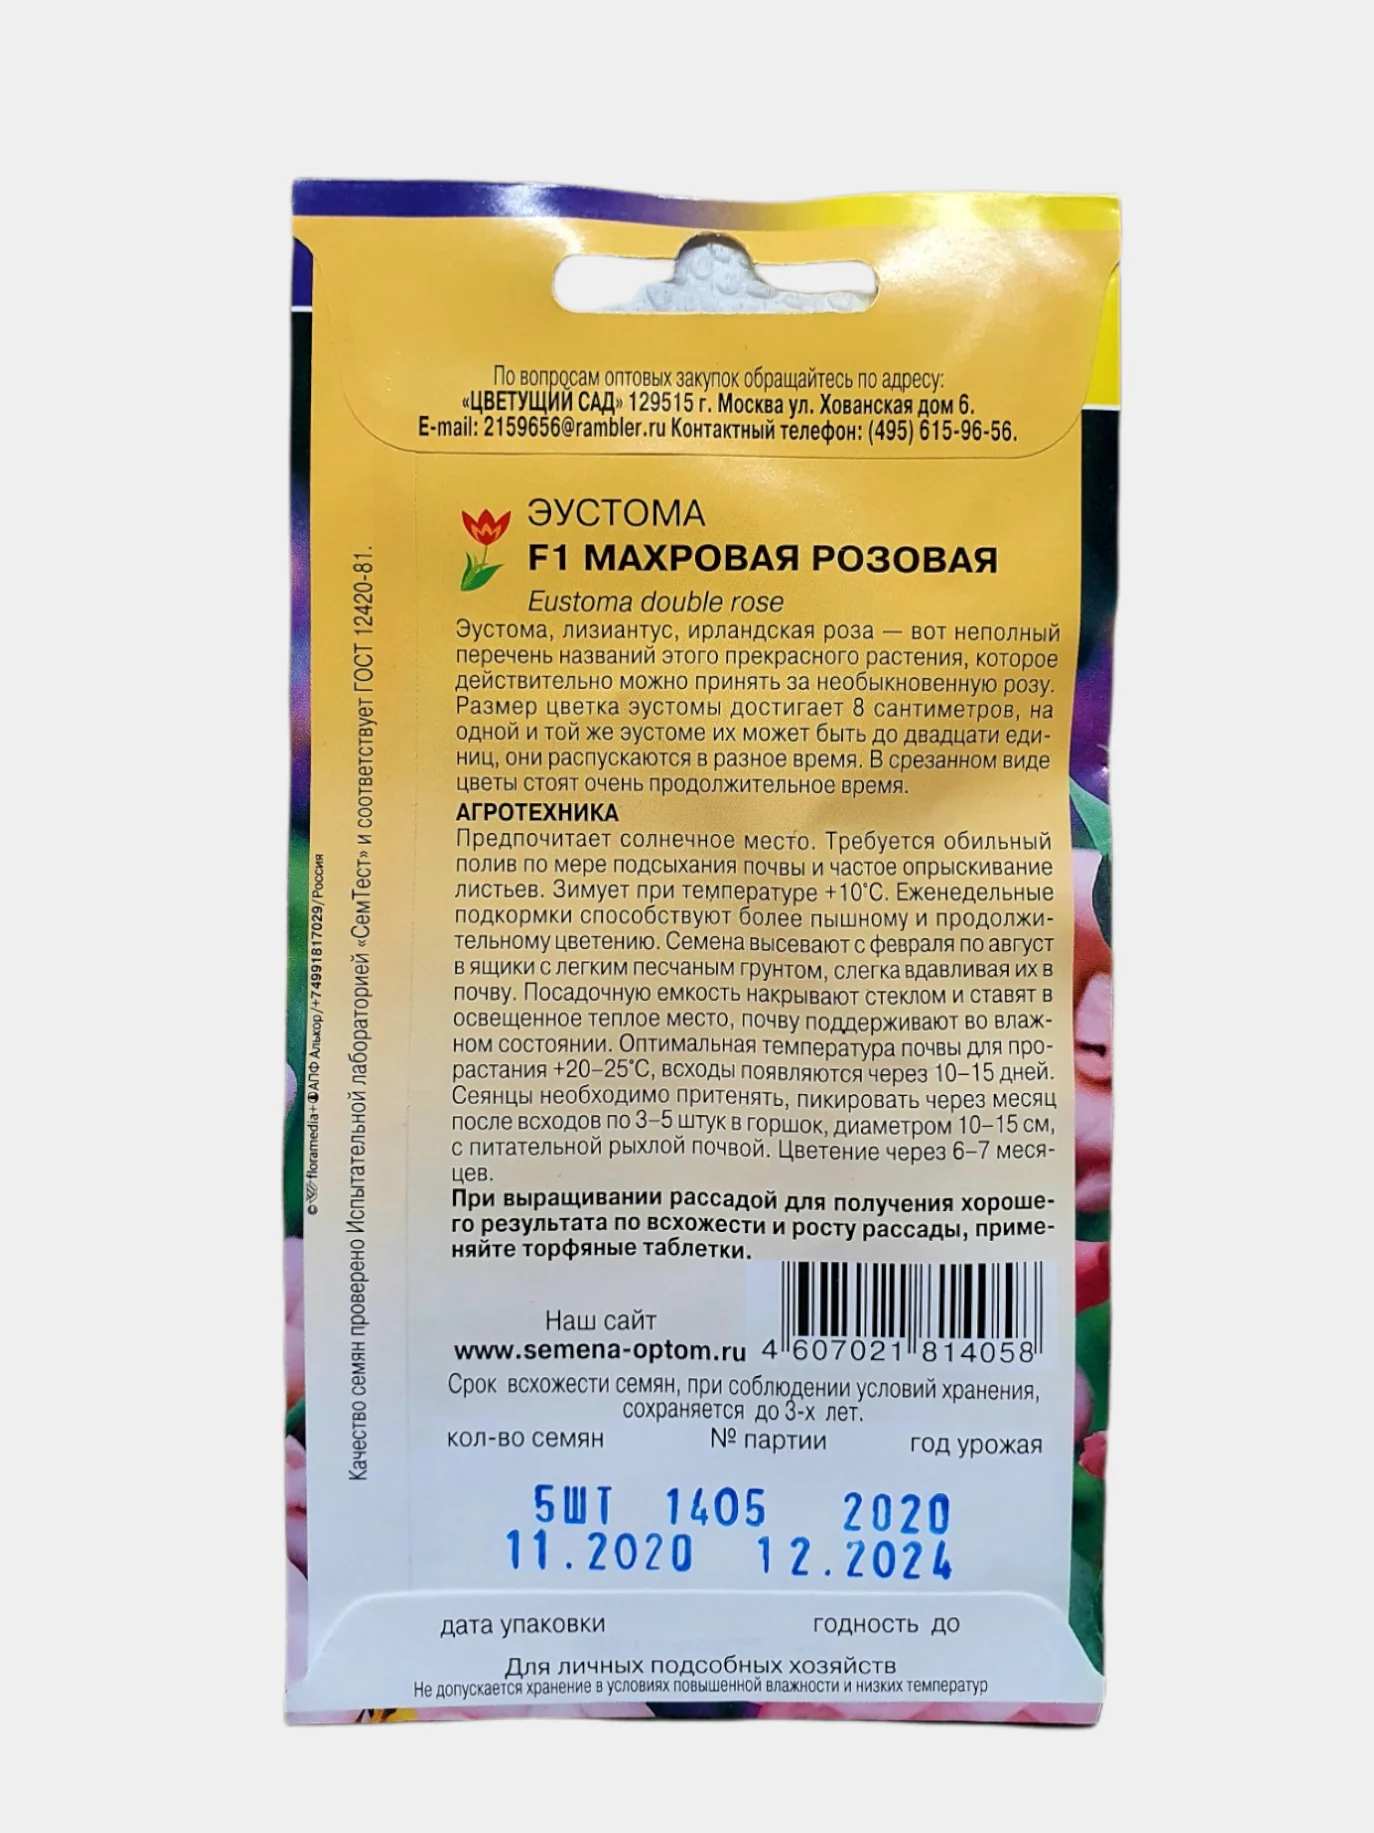 По вопросам оптовых закупок обращайтесь по адресу:
«ЦВЕТУЩИЙ САД» 129515 г. Москва ул. Хованская дом 6.
E-mail: 2159656@rambler.ru Контактный телефон: (495) 615-96-56.
ЭУСТОМА
F1 МАХРОВАЯ РОЗОВАЯ
Eustoma double rose
Эустома, лизиантус, ирландская роза — вот неполный
перечень названий этого прекрасного растения, которое
действительно можно принять за необыкновенную розу.
Размер цветка эустомы достигает 8 сантиметров, на
одной и той же эустоме их может быть до двадцати еди-
ниц, они распускаются в разное время. В срезанном виде
цветы стоят очень продолжительное время.
АГРОТЕХНИКА
Предпочитает солнечное место. Требуется обильный
полив по мере подсыхания почвы и частое опрыскивание
листьев. Зимует при температуре +10°С. Еженедельные
подкормки способствуют более пышному и продолжи-
тельному цветению. Семена высевают с февраля по август
в ящики с легким песчаным грунтом, слегка вдавливая их в
почву. Посадочную емкость накрывают стеклом и ставят в
освещенное теплое место, почву поддерживают во влаж-
ном состоянии. Оптимальная температура почвы для про-
растания +20–25°С, всходы появляются через 10–15 дней.
Сеянцы необходимо притенять, пикировать через месяц
после всходов по 3–5 штук в горшок, диаметром 10–15 см,
с питательной рыхлой почвой. Цветение через 6–7 меся-
цев.
При выращивании рассадой для получения хороше-
го результата по всхожести и росту рассады, приме-
няйте торфяные таблетки.
Наш сайт
www.semena-optom.ru
4 607021 814058
Срок всхожести семян, при соблюдении условий хранения,
сохраняется до 3-х лет.
кол-во семян № партии год урожая
5ШТ 1405 2020
11.2020 12.2024
дата упаковки годность до
Для личных подсобных хозяйств
Не допускается хранение в условиях повышенной влажности и низких температур
Качество семян проверено Испытательной лабораторией «СемТест» и соответствует ГОСТ 12420-81.
© floramedia+ АПФ Алькор/+74991817029/Россия